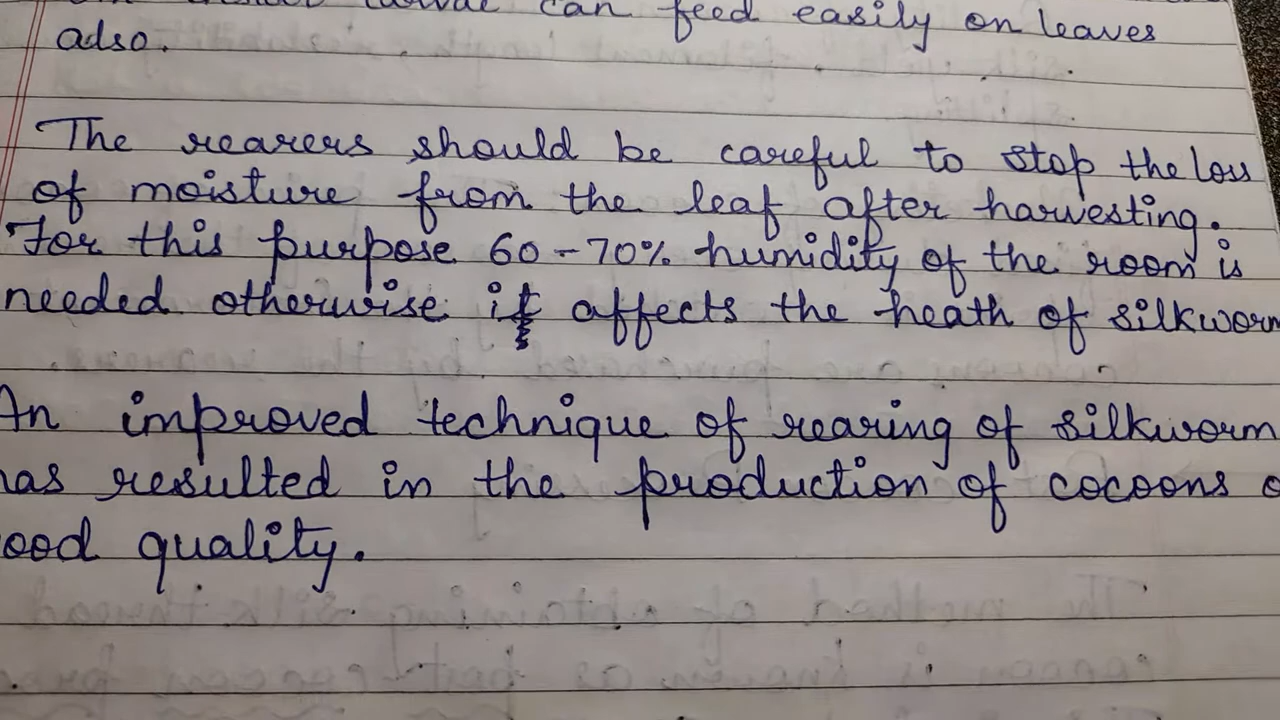 larvae can feed easily on leaves
adso.
The rearers should be careful to stop the loss
of moisture from the leaf after harvesting.
For this purpose 60-70% humidity of the room is
needed otherwise it affects the heath of silkworm
An improved technique of rearing of silkworm
has resulted in the production of cocoons o
ood quality.